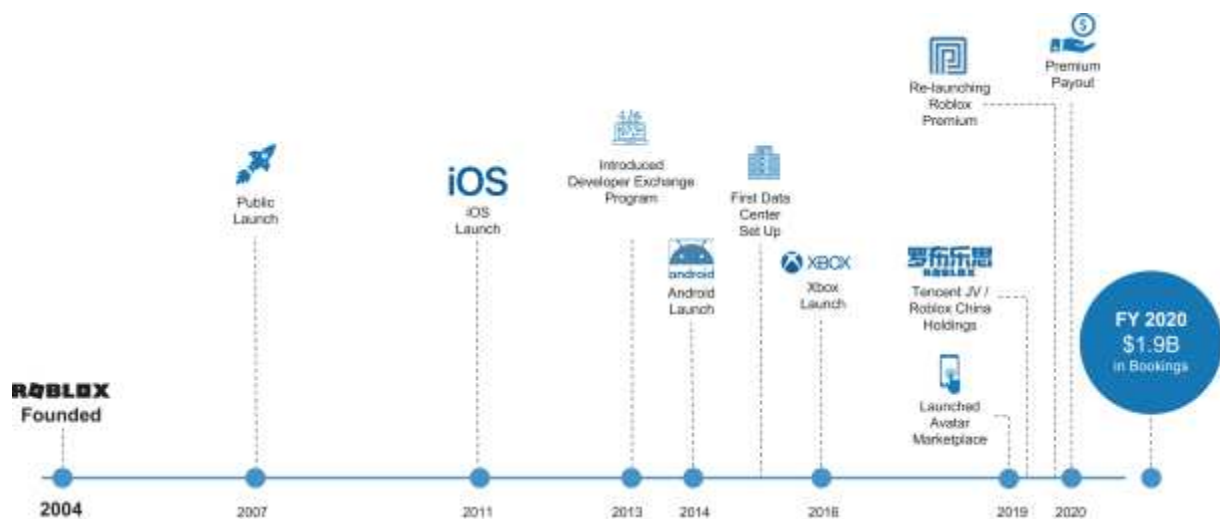 ROBLOX
Founded
Public
Launch
iOS
iOS
Launch
Introduced
Developer Exchange
Program
android
Android
Launch
First Data
Center
Set Up
XBOX
Xbox
Launch
Re-launching
Roblox
Premium
$
Premium
Payout
罗布乐思
ROBLOX
Tencent JV /
Roblox China
Holdings
Launched
Avatar
Marketplace
FY 2020
$1.9B
in Bookings
2004
2007
2011
2013
2014
2016
2019
2020